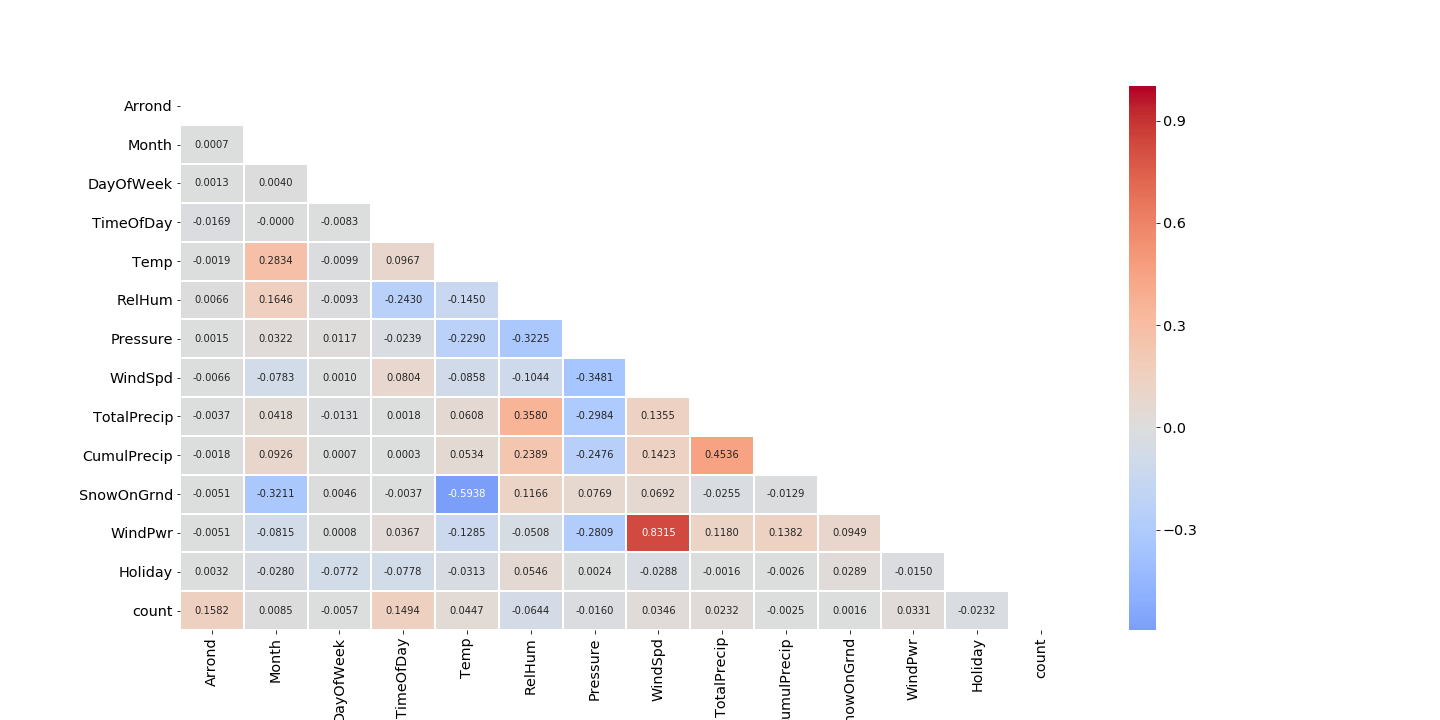 Arrond
Month 0.0007
DayOfWeek 0.0013 0.0040
TimeOfDay -0.0169 -0.0000 -0.0083
Temp -0.0019 0.2834 -0.0099 0.0967
RelHum 0.0066 0.1646 -0.0093 -0.2430 -0.1450
Pressure 0.0015 0.0322 0.0117 -0.0239 -0.2290 -0.3225
WindSpd -0.0066 -0.0783 0.0010 0.0804 -0.0858 -0.1044 -0.3481
TotalPrecip -0.0037 0.0418 -0.0131 0.0018 0.0608 0.3580 -0.2984 0.1355
CumulPrecip -0.0018 0.0926 0.0007 0.0003 0.0534 0.2389 -0.2476 0.1423 0.4536
SnowOnGrnd -0.0051 -0.3211 0.0046 -0.0037 -0.5938 0.1166 0.0769 0.0692 -0.0255 -0.0129
WindPwr -0.0051 -0.0815 0.0008 0.0367 -0.1285 -0.0508 -0.2809 0.8315 0.1180 0.1382 0.0949
Holiday 0.0032 -0.0280 -0.0772 -0.0778 -0.0313 0.0546 0.0024 -0.0288 -0.0016 -0.0026 0.0289 -0.0150
count 0.1582 0.0085 -0.0057 0.1494 0.0447 -0.0644 -0.0160 0.0346 0.0232 -0.0025 0.0016 0.0331 -0.0232
Arrond Month DayOfWeek TimeOfDay Temp RelHum Pressure WindSpd TotalPrecip umulPrecip nowOnGrnd WindPwr Holiday count
0.9
0.6
0.3
0.0
−0.3